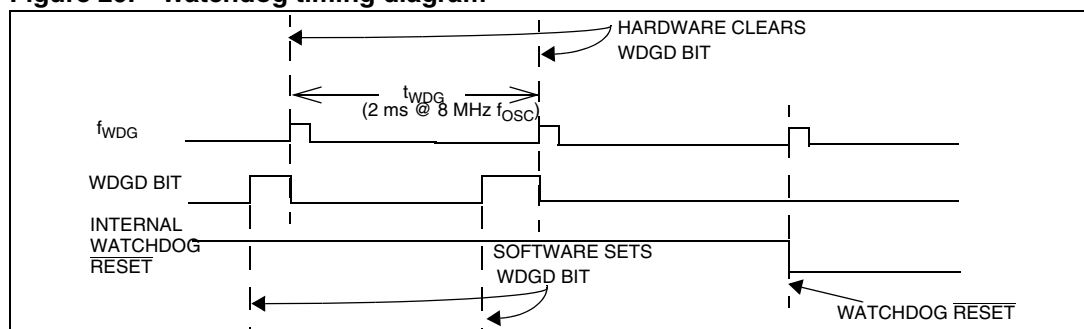 Figure 25. Watchdog timing diagram
HARDWARE CLEARS
WDGD BIT
tWDG
(2 ms @ 8 MHz fOSC)
fWDG
WDGD BIT
INTERNAL
WATCHDOG
RESET
SOFTWARE SETS
WDGD BIT
WATCHDOG RESET